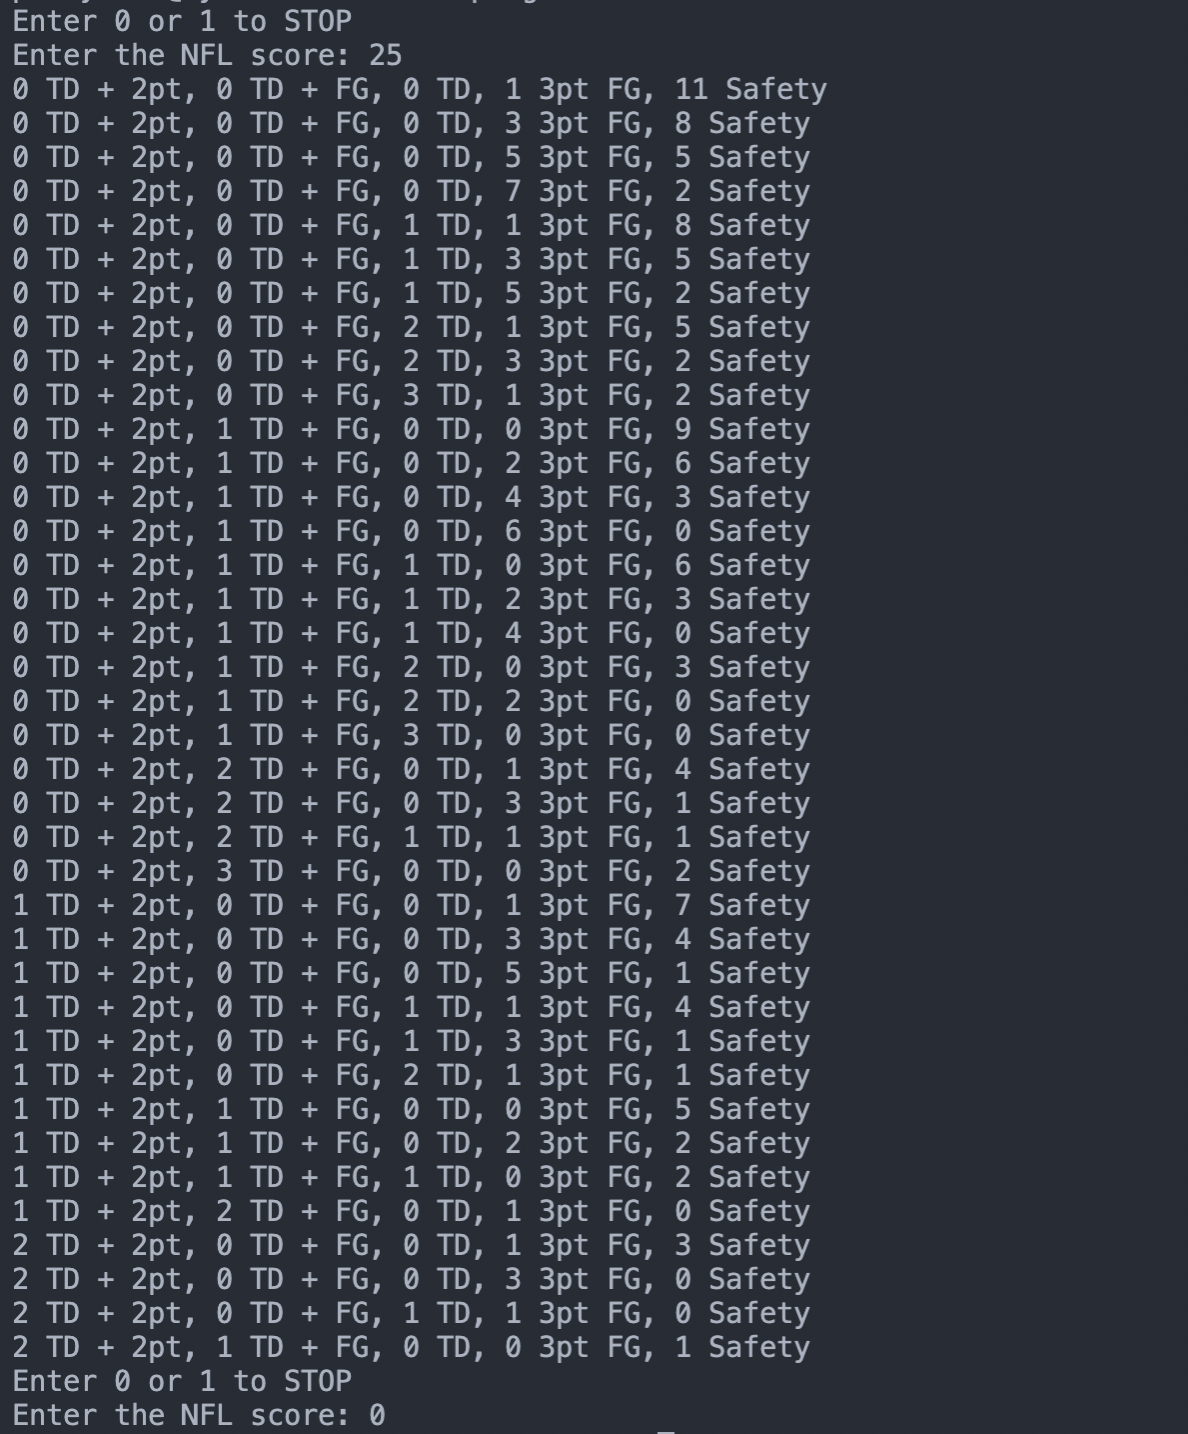 Enter 0 or 1 to STOP
Enter the NFL score: 25
0 TD + 2pt, 0 TD + FG, 0 TD, 1 3pt FG, 11 Safety
0 TD + 2pt, 0 TD + FG, 0 TD, 3 3pt FG, 8 Safety
0 TD + 2pt, 0 TD + FG, 0 TD, 5 3pt FG, 5 Safety
0 TD + 2pt, 0 TD + FG, 0 TD, 7 3pt FG, 2 Safety
0 TD + 2pt, 0 TD + FG, 1 TD, 1 3pt FG, 8 Safety
0 TD + 2pt, 0 TD + FG, 1 TD, 3 3pt FG, 5 Safety
0 TD + 2pt, 0 TD + FG, 1 TD, 5 3pt FG, 2 Safety
0 TD + 2pt, 0 TD + FG, 2 TD, 1 3pt FG, 5 Safety
0 TD + 2pt, 0 TD + FG, 2 TD, 3 3pt FG, 2 Safety
0 TD + 2pt, 0 TD + FG, 3 TD, 1 3pt FG, 2 Safety
0 TD + 2pt, 1 TD + FG, 0 TD, 0 3pt FG, 9 Safety
0 TD + 2pt, 1 TD + FG, 0 TD, 2 3pt FG, 6 Safety
0 TD + 2pt, 1 TD + FG, 0 TD, 4 3pt FG, 3 Safety
0 TD + 2pt, 1 TD + FG, 0 TD, 6 3pt FG, 0 Safety
0 TD + 2pt, 1 TD + FG, 1 TD, 0 3pt FG, 6 Safety
0 TD + 2pt, 1 TD + FG, 1 TD, 2 3pt FG, 3 Safety
0 TD + 2pt, 1 TD + FG, 1 TD, 4 3pt FG, 0 Safety
0 TD + 2pt, 1 TD + FG, 2 TD, 0 3pt FG, 3 Safety
0 TD + 2pt, 1 TD + FG, 2 TD, 2 3pt FG, 0 Safety
0 TD + 2pt, 1 TD + FG, 3 TD, 0 3pt FG, 0 Safety
0 TD + 2pt, 2 TD + FG, 0 TD, 1 3pt FG, 4 Safety
0 TD + 2pt, 2 TD + FG, 0 TD, 3 3pt FG, 1 Safety
0 TD + 2pt, 2 TD + FG, 1 TD, 1 3pt FG, 1 Safety
0 TD + 2pt, 3 TD + FG, 0 TD, 0 3pt FG, 2 Safety
1 TD + 2pt, 0 TD + FG, 0 TD, 1 3pt FG, 7 Safety
1 TD + 2pt, 0 TD + FG, 0 TD, 3 3pt FG, 4 Safety
1 TD + 2pt, 0 TD + FG, 0 TD, 5 3pt FG, 1 Safety
1 TD + 2pt, 0 TD + FG, 1 TD, 1 3pt FG, 4 Safety
1 TD + 2pt, 0 TD + FG, 1 TD, 3 3pt FG, 1 Safety
1 TD + 2pt, 0 TD + FG, 2 TD, 1 3pt FG, 1 Safety
1 TD + 2pt, 1 TD + FG, 0 TD, 0 3pt FG, 5 Safety
1 TD + 2pt, 1 TD + FG, 0 TD, 2 3pt FG, 2 Safety
1 TD + 2pt, 1 TD + FG, 1 TD, 0 3pt FG, 2 Safety
1 TD + 2pt, 2 TD + FG, 0 TD, 1 3pt FG, 0 Safety
2 TD + 2pt, 0 TD + FG, 0 TD, 1 3pt FG, 3 Safety
2 TD + 2pt, 0 TD + FG, 0 TD, 3 3pt FG, 0 Safety
2 TD + 2pt, 0 TD + FG, 1 TD, 1 3pt FG, 0 Safety
2 TD + 2pt, 1 TD + FG, 0 TD, 0 3pt FG, 1 Safety
Enter 0 or 1 to STOP
Enter the NFL score: 0